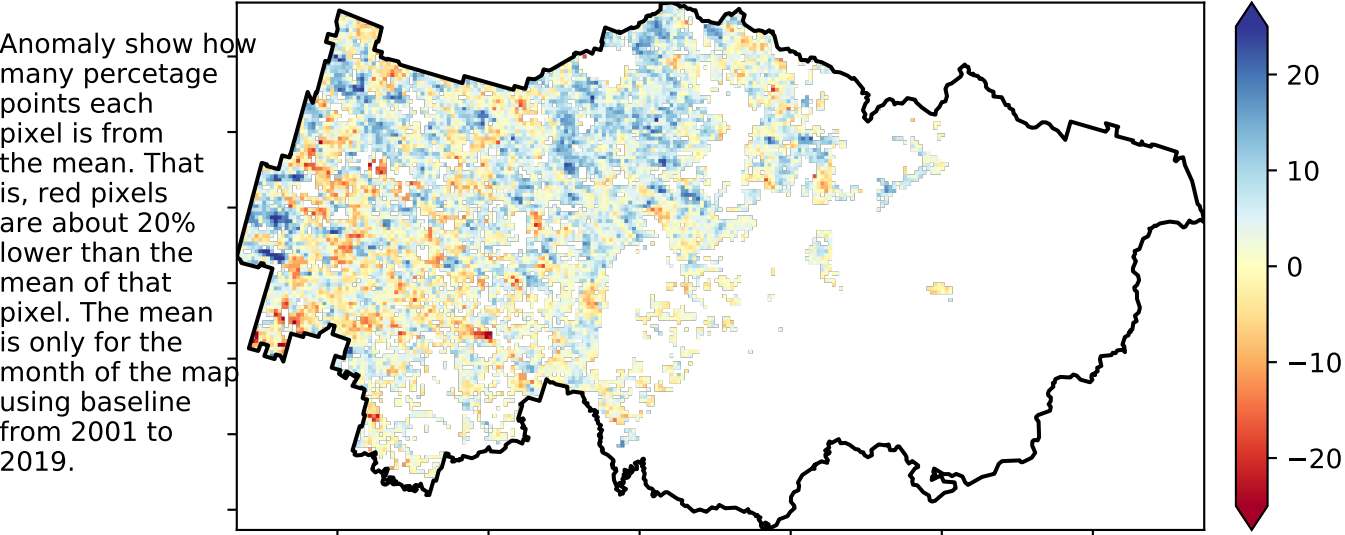 Anomaly show how
many percetage
points each
pixel is from
the mean. That
is, red pixels
are about 20%
lower than the
mean of that
pixel. The mean
is only for the
month of the map
using baseline
from 2001 to
2019.
20
10
0
−10
−20